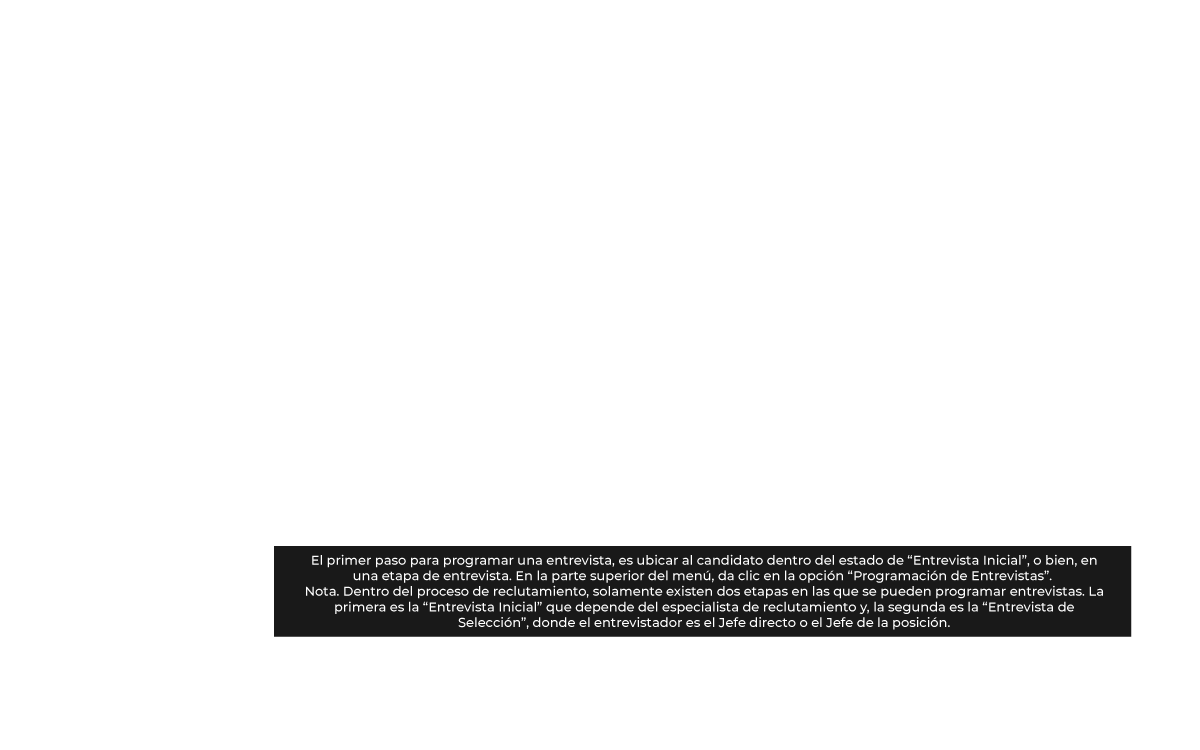 El primer paso para programar una entrevista, es ubicar al candidato dentro del estado de “Entrevista Inicial”, o bien, en
una etapa de entrevista. En la parte superior del menú, da clic en la opción “Programación de Entrevistas”.
Nota. Dentro del proceso de reclutamiento, solamente existen dos etapas en las que se pueden programar entrevistas. La
primera es la “Entrevista Inicial” que depende del especialista de reclutamiento y, la segunda es la “Entrevista de
Selección”, donde el entrevistador es el Jefe directo o el Jefe de la posición.